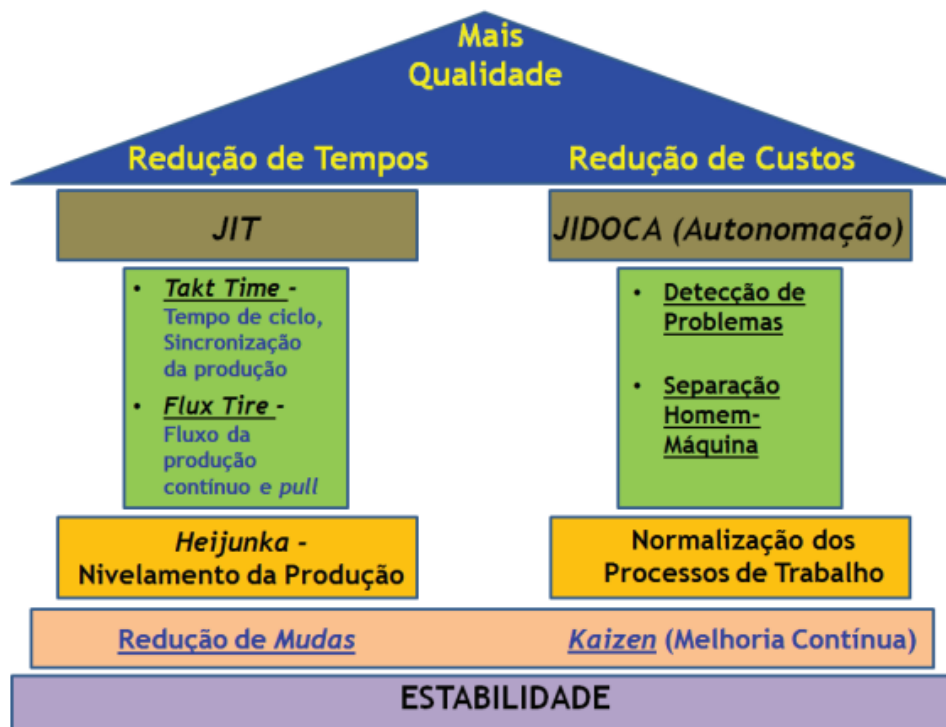 Mais
Qualidade
Redução de Tempos
Redução de Custos
JIT
JIDOCA (Autonomação)
• Takt Time -
Tempo de ciclo,
Sincronização
da produção
• Flux Tire -
Fluxo da
produção
contínuo e pull
• Detecção de
Problemas
• Separação
Homem-
Máquina
Heijunka -
Nivelamento da Produção
Normalização dos
Processos de Trabalho
Redução de Mudas
Kaizen (Melhoria Contínua)
ESTABILIDADE